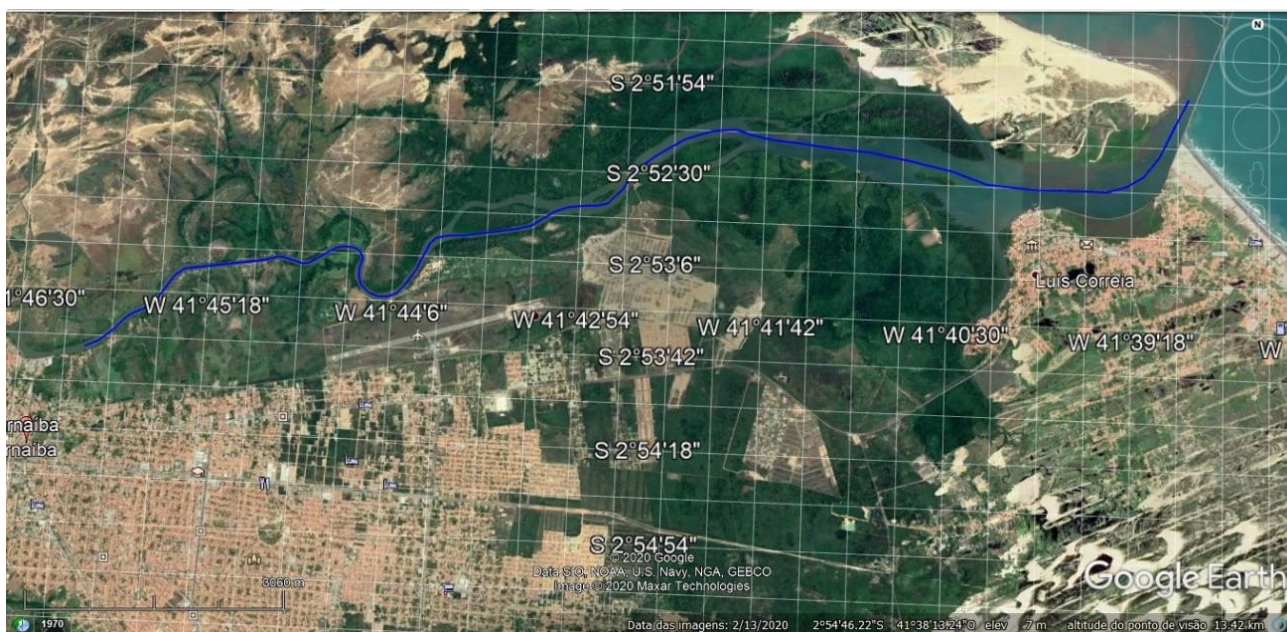 N
S 2°51'54"
S 2°52'30"
S 2°53'6"
1°46'30"
W 41°45'18"
W 41°44'6"
W 41°42'54"
W 41°41'42"
W 41°40'30"
W 41°39'18"
W
Luis Correia
S 2°53'42"
rnaiba
rnaiba
S 2°54'18"
S 2°54'54"
© 2020 Google
Data SIO, NOAA, U.S. Navy, NGA, GEBCO
Image © 2020 Maxar Technologies
3060 m
Google Earth
1970
Data das imagens: 2/13/2020 2°54'46.22"S 41°38'13.24"O elev 7 m altitude do ponto de visão 13.42 km